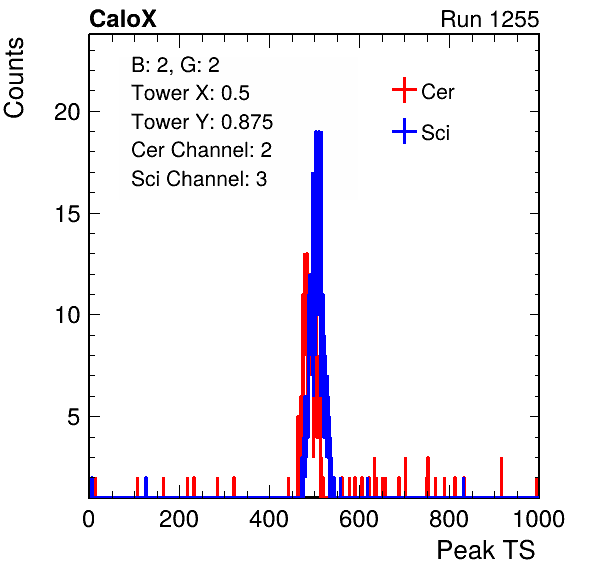 CaloX Run 1255
Counts
B: 2, G: 2
Tower X: 0.5
Tower Y: 0.875
Cer Channel: 2
Sci Channel: 3
Cer
Sci
20
15
10
5
0 200 400 600 800 1000
Peak TS